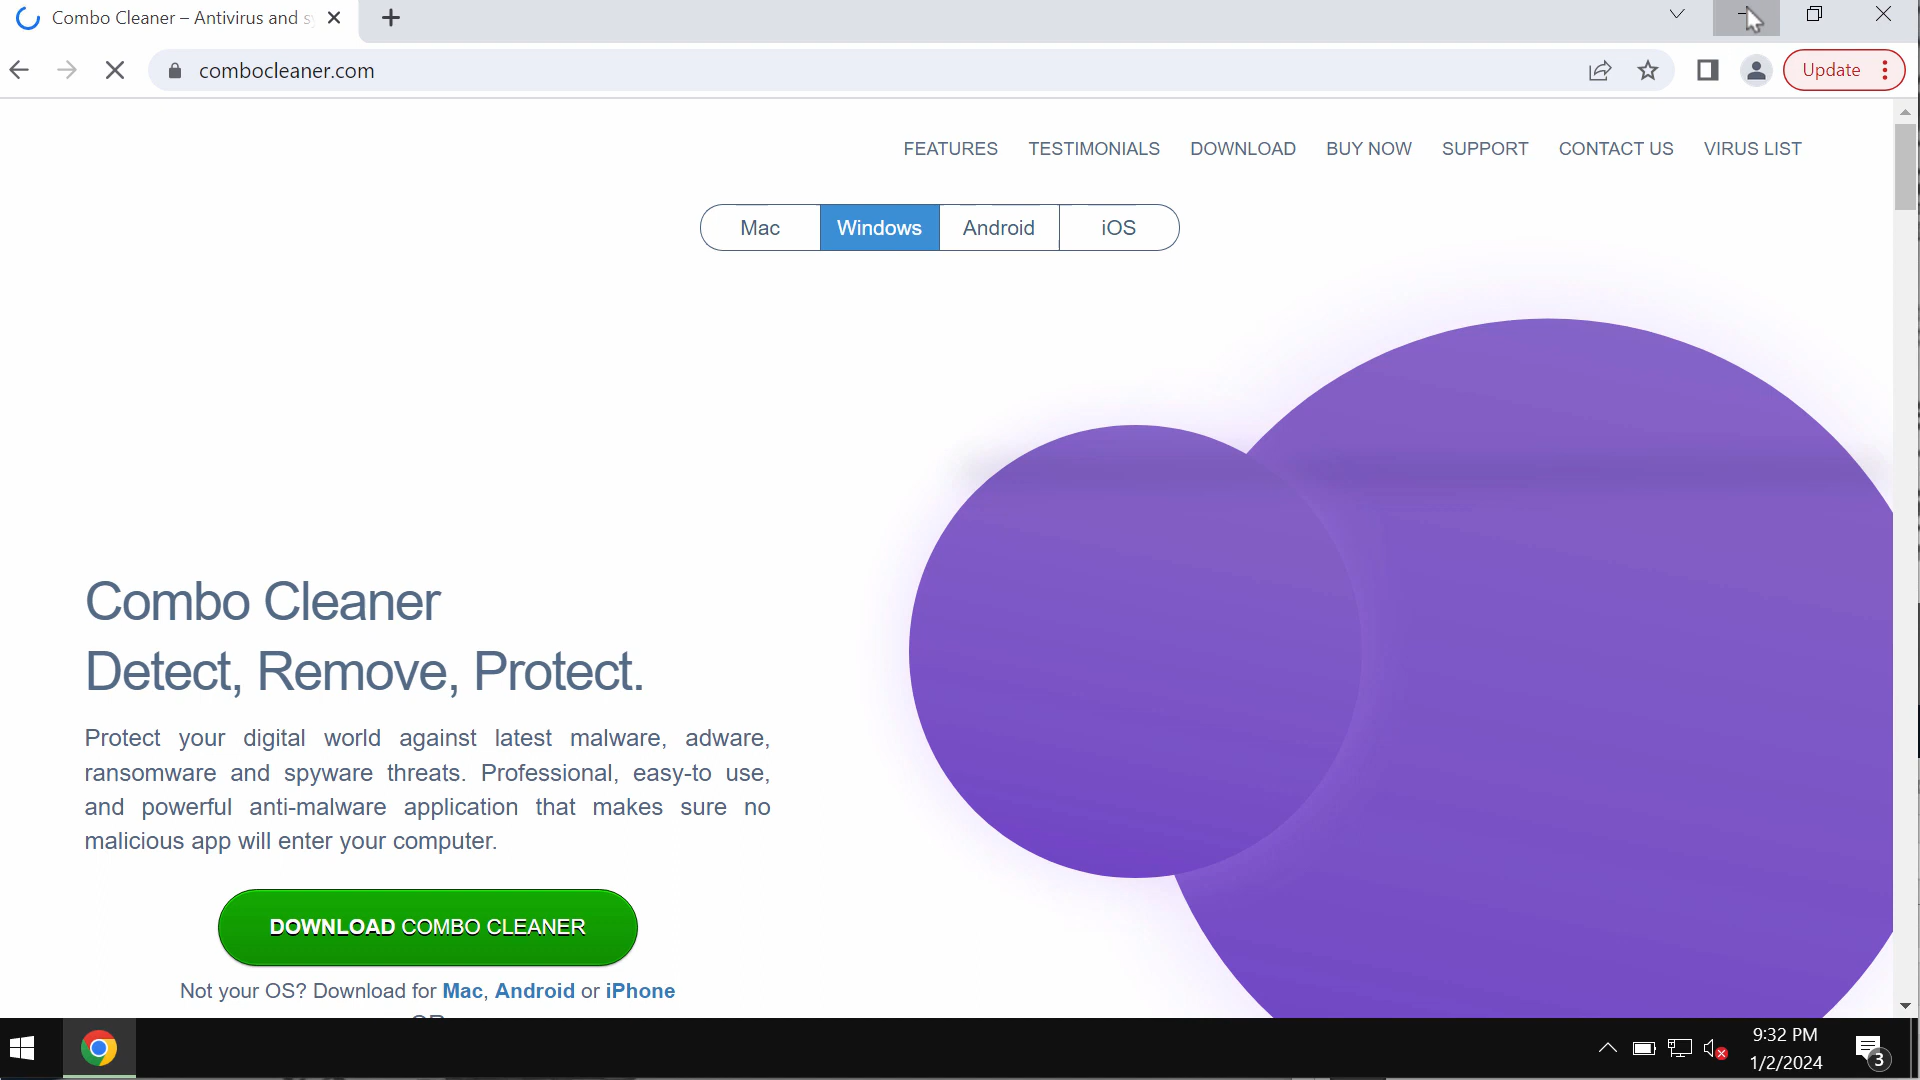 Combo Cleaner – Antivirus and s
combocleaner.com
Update
FEATURES TESTIMONIALS DOWNLOAD BUY NOW SUPPORT CONTACT US VIRUS LIST
Mac Windows Android iOS
Combo Cleaner
Detect, Remove, Protect.
Protect your digital world against latest malware, adware,
ransomware and spyware threats. Professional, easy-to use,
and powerful anti-malware application that makes sure no
malicious app will enter your computer.
DOWNLOAD COMBO CLEANER
Not your OS? Download for Mac, Android or iPhone
OR
9:32 PM
1/2/2024
3